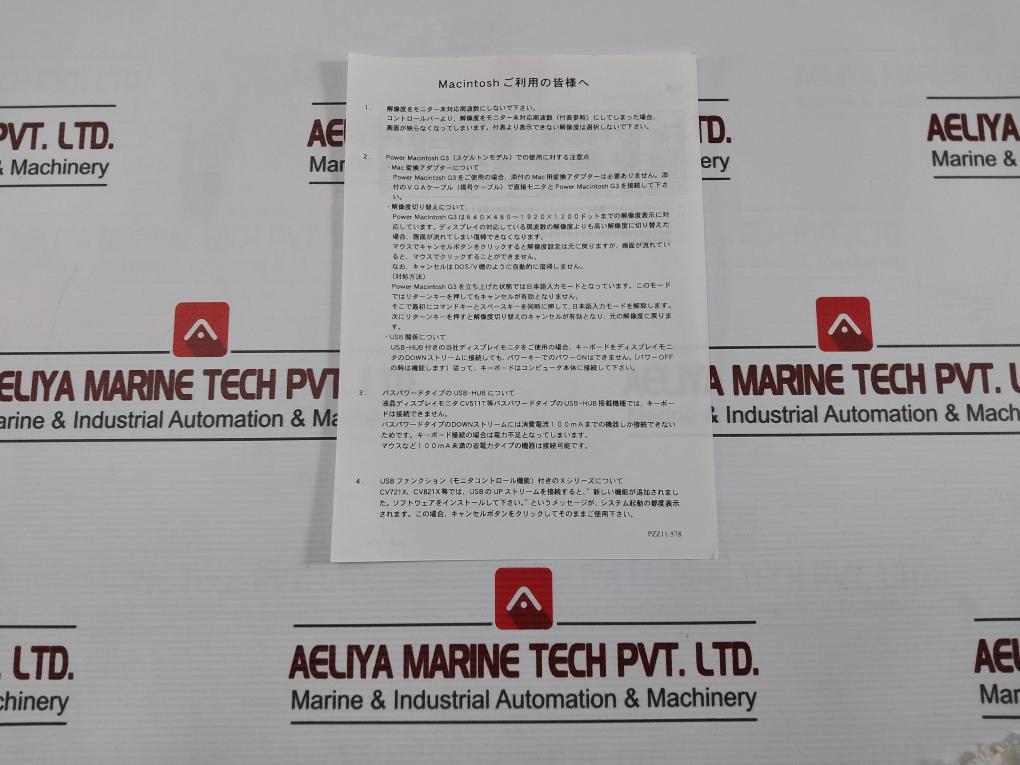 Macintosh ご利用の皆様へ
1. 解像度をモニター未対応周波数にしないで下さい。
コントロールバーより、解像度をモニター未対応周波数（付表参照）にしてしまった場合、
画面が映らなくなってしまいます。付表より表示できない解像度は選択しないで下さい。
2. Power Macintosh G3（スケルトンモデル）での使用に対する注意点
・Mac変換アダプターについて
Power Macintosh G3をご使用の場合、添付のMac用変換アダプターは必要ありません。添
付のVGAケーブル（信号ケーブル）で直接モニタとPower Macintosh G3を接続して下さ
い。
・解像度切り替えについて
Power Macintosh G3は640×480～1920×1200ドットまでの解像度表示に対
応しています。ディスプレイの対応している周波数の解像度よりも高い解像度に切り替えた
場合、画面が流れてしまい復帰できなくなります。
マウスでキャンセルボタンをクリックすると解像度設定は元に戻りますが、画面が流れてい
ると、マウスでクリックすることができません。
なお、キャンセルはDOS/V機のように自動的に復帰しません。
（対処方法）
Power Macintosh G3を立ち上げた状態では日本語入力モードとなっています。このモード
ではリターンキーを押してもキャンセルが有効となりません。
そこで最初にコマンドキーとスペースキーを同時に押して、日本語入力モードを解除します。
次にリターンキーを押すと解像度切り替えのキャンセルが有効となり、元の解像度に戻りま
す。
・USB関係について
USB-HUB付きの当社ディスプレイモニタをご使用の場合、キーボードをディスプレイモニ
タのDOWNストリームに接続しても、パワーキーでのパワーONはできません。（パワーOFF
の時は機能します）従って、キーボードはコンピュータ本体に接続して下さい。
3. バスパワードタイプのUSB-HUBについて
液晶ディスプレイモニタCV511T等バスパワードタイプのUSB-HUB搭載機種では、キーボー
ドは接続できません。
バスパワードタイプのDOWNストリームには消費電流100mAまでの機器しか接続できない
ためです。キーボード接続の場合は電力不足となってしまいます。
マウスなど100mA未満の省電力タイプの機器は接続可能です。
4. USBファンクション（モニタコントロール機能）付きのXシリーズについて
CV721X、CV821X等では、USBのUPストリームを接続すると、"新しい機能が追加されまし
た。ソフトウェアをインストールして下さい。"というメッセージが、システム起動の都度表示
されます。この場合、キャンセルボタンをクリックしてそのままご使用下さい。
PZZ11-578
PVT. LTD.
& Machinery
AEL
Mar
ery
AELIYA
Marine &
AELIYA MARINE TECH PVT
arine & Industrial Automation & Machinery
A MARINE TECH PVT. L
& Industrial Automation & Mach
LTD.
chinery
AELIYA MARINE TECH PVT. LTD.
Marine & Industrial Automation & Machinery
AEL
Mar